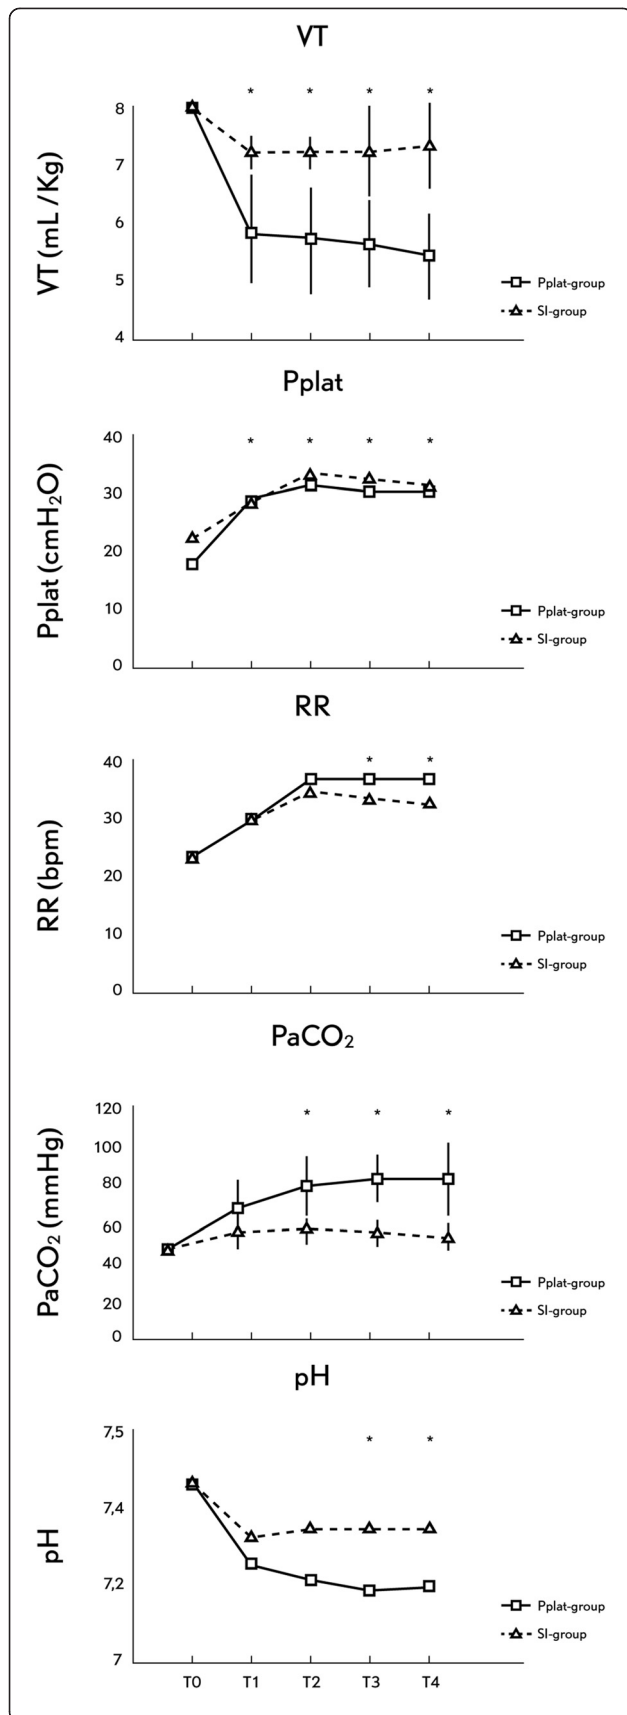 VT
* * * *
8
7
6
5
4
VT (mL/Kg)
Pplat-group
SI-group
Pplat
* * * *
40
30
20
10
0
Pplat (cmH₂O)
Pplat-group
SI-group
RR
* *
40
30
20
10
0
RR (bpm)
Pplat-group
SI-group
PaCO₂
* * *
120
100
80
60
40
20
0
PaCO₂ (mmHg)
Pplat-group
SI-group
pH
* *
7,5
7,4
7,2
7
pH
Pplat-group
SI-group
T0 T1 T2 T3 T4